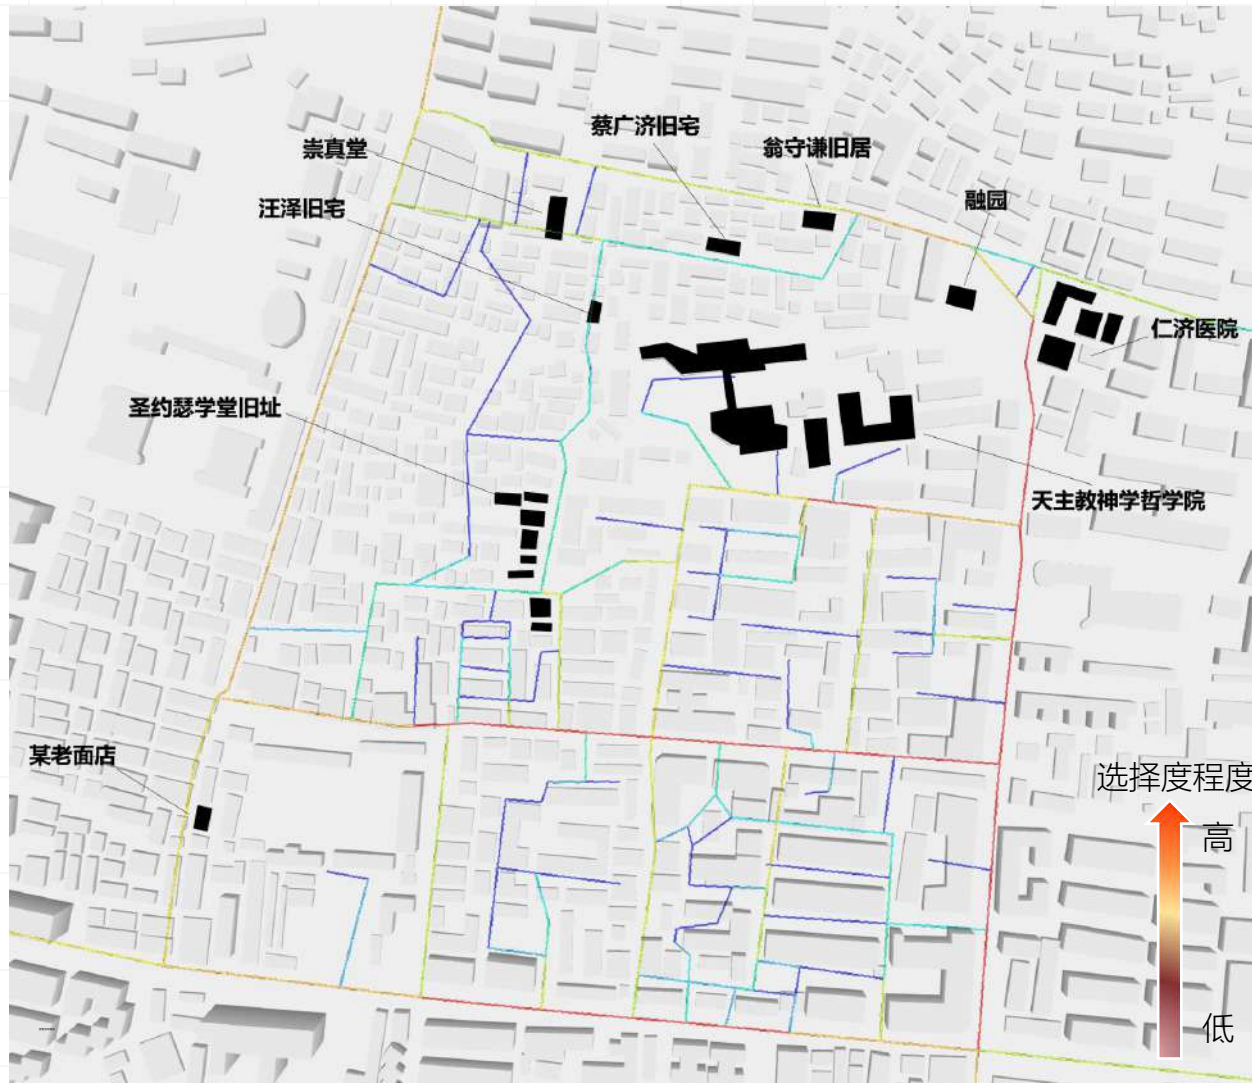 蔡广济旧宅
崇真堂
翁守谦旧居
汪泽旧宅
融园
仁济医院
圣约瑟学堂旧址
天主教神学哲学院
某老面店
选择度程度
高
低